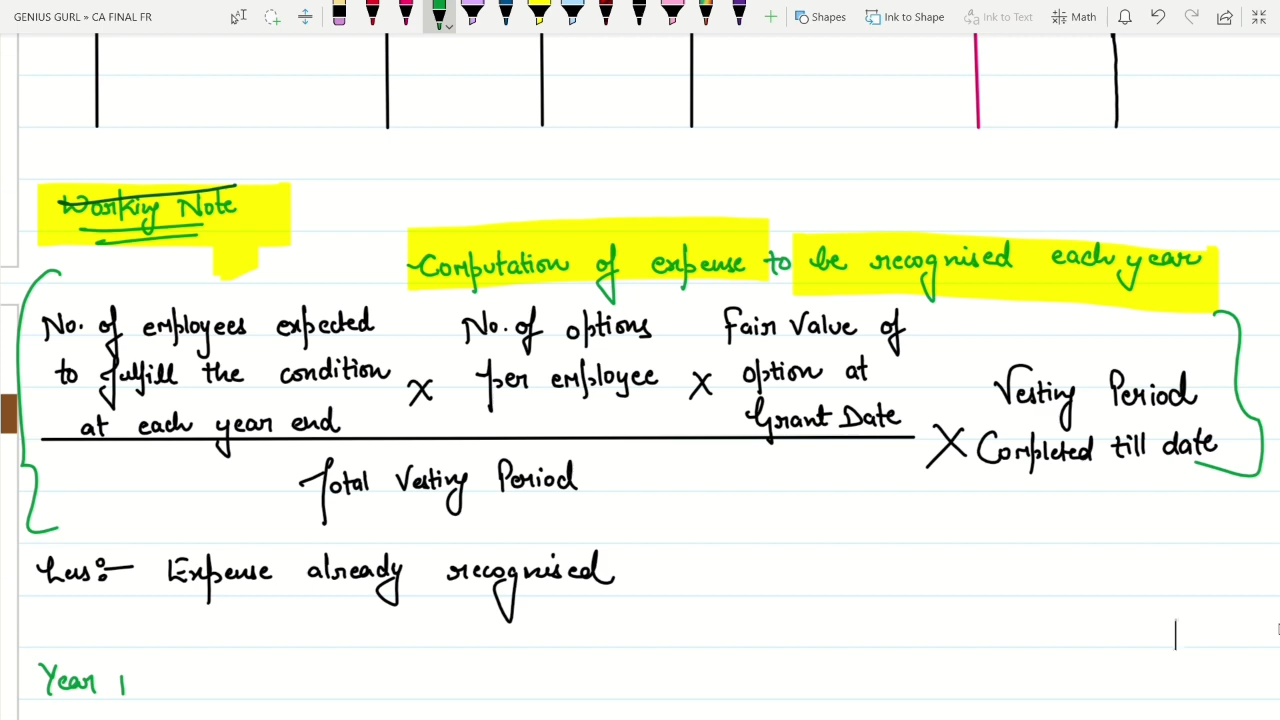 GENIUS GURL » CA FINAL FR
Shapes
Ink to Shape
Ink to Text
Math
Working Note
Computation of expense to be recognised each year
No. of employees expected to fulfill the condition at each year end X No. of options per employee X Fair Value of option at Grant Date
Total Vesting Period
X Vesting Period Completed till date
Less:- Expense already recognised
Year 1